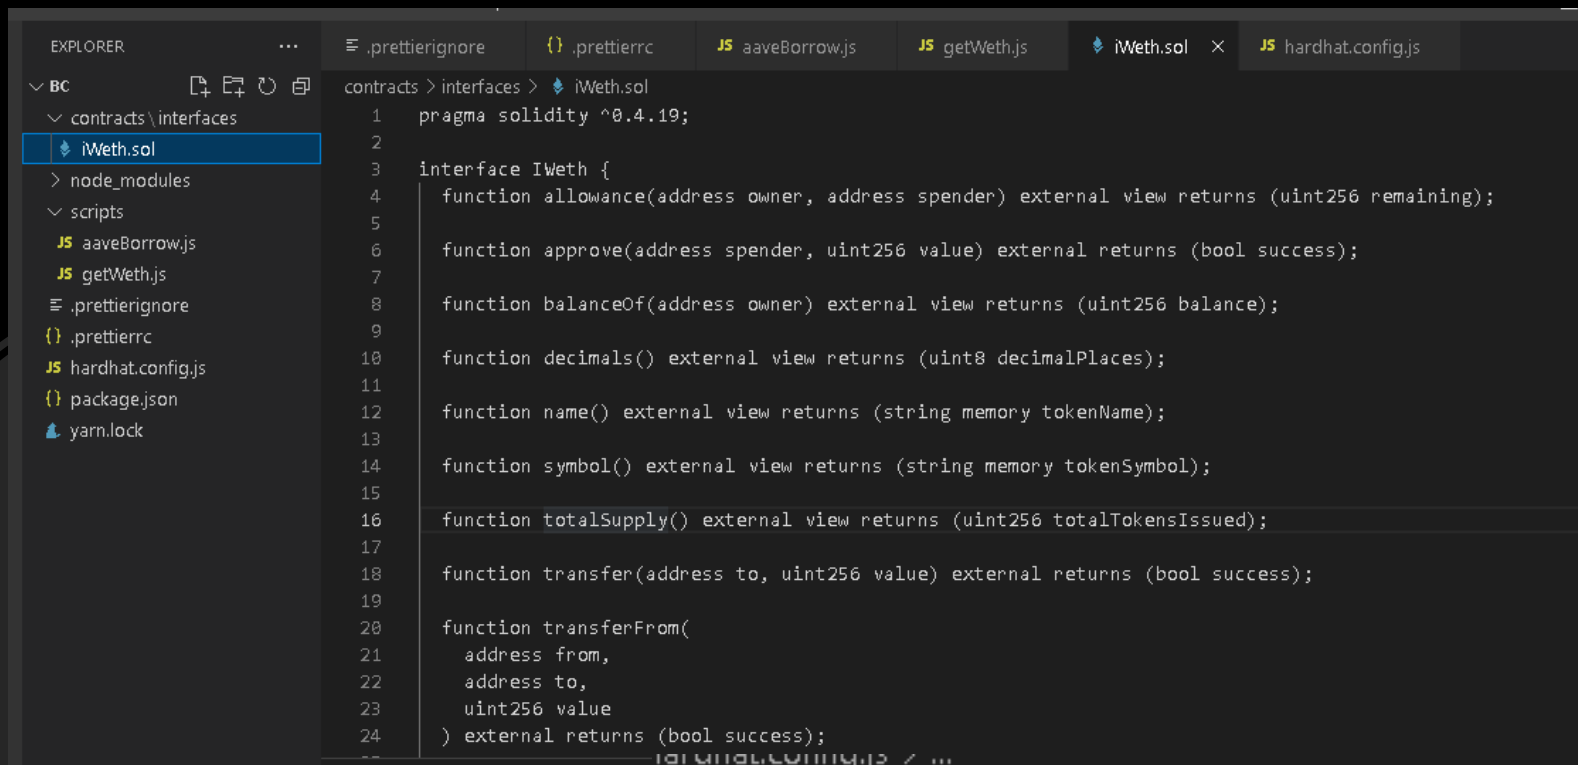 EXPLORER ...
.prettierignore {} .prettierrc JS aaveBorrow.js JS getWeth.js iWeth.sol × JS hardhat.config.js
BC
contracts \ interfaces
iWeth.sol
node_modules
scripts
JS aaveBorrow.js
JS getWeth.js
.prettierignore
{} .prettierrc
JS hardhat.config.js
{} package.json
yarn.lock
contracts > interfaces > iWeth.sol
1 pragma solidity ^0.4.19;
2
3 interface IWeth {
4 function allowance(address owner, address spender) external view returns (uint256 remaining);
5
6 function approve(address spender, uint256 value) external returns (bool success);
7
8 function balanceOf(address owner) external view returns (uint256 balance);
9
10 function decimals() external view returns (uint8 decimalPlaces);
11
12 function name() external view returns (string memory tokenName);
13
14 function symbol() external view returns (string memory tokenSymbol);
15
16 function totalSupply() external view returns (uint256 totalTokensIssued);
17
18 function transfer(address to, uint256 value) external returns (bool success);
19
20 function transferFrom(
21 address from,
22 address to,
23 uint256 value
24 ) external returns (bool success);